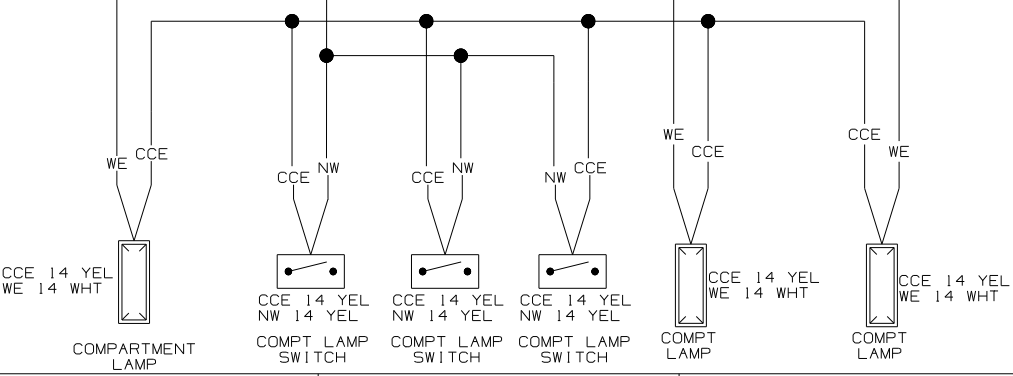 WE
CCE
CCE
NW
CCE
NW
NW
CCE
WE
CCE
CCE
WE
CCE 14 YEL
WE 14 WHT
COMPARTMENT
LAMP
CCE 14 YEL
NW 14 YEL
COMPT LAMP
SWITCH
CCE 14 YEL
NW 14 YEL
COMPT LAMP
SWITCH
CCE 14 YEL
NW 14 YEL
COMPT LAMP
SWITCH
CCE 14 YEL
WE 14 WHT
COMPT
LAMP
CCE 14 YEL
WE 14 WHT
COMPT
LAMP